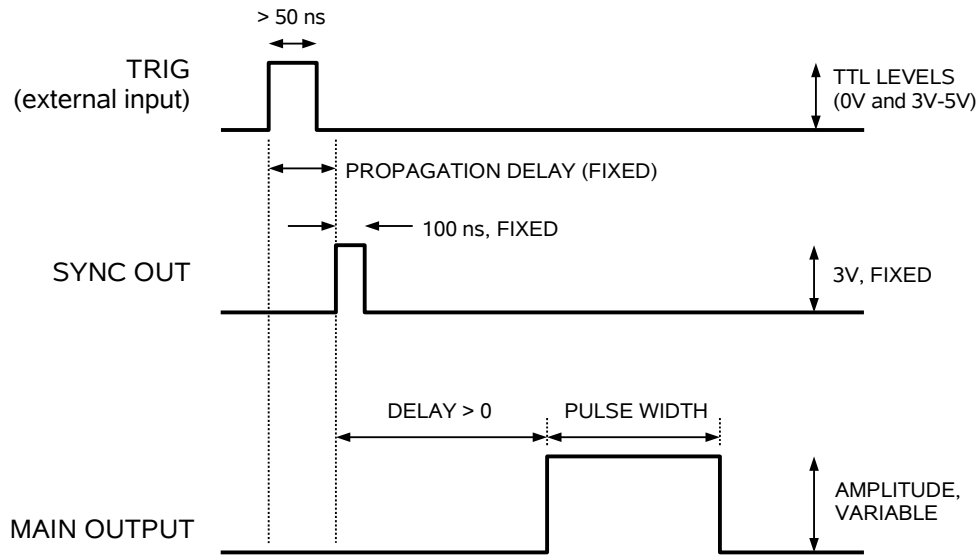 > 50 ns
TRIG
(external input)
TTL LEVELS
(0V and 3V-5V)
PROPAGATION DELAY (FIXED)
100 ns, FIXED
SYNC OUT
3V, FIXED
DELAY > 0
PULSE WIDTH
AMPLITUDE,
VARIABLE
MAIN OUTPUT